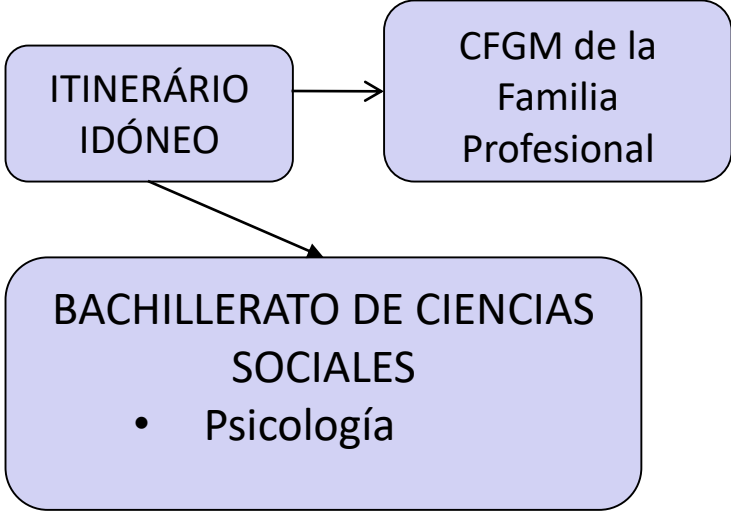 ITINERÁRIO
IDÓNEO
CFGM de la
Familia
Profesional
BACHILLERATO DE CIENCIAS
SOCIALES
• Psicología